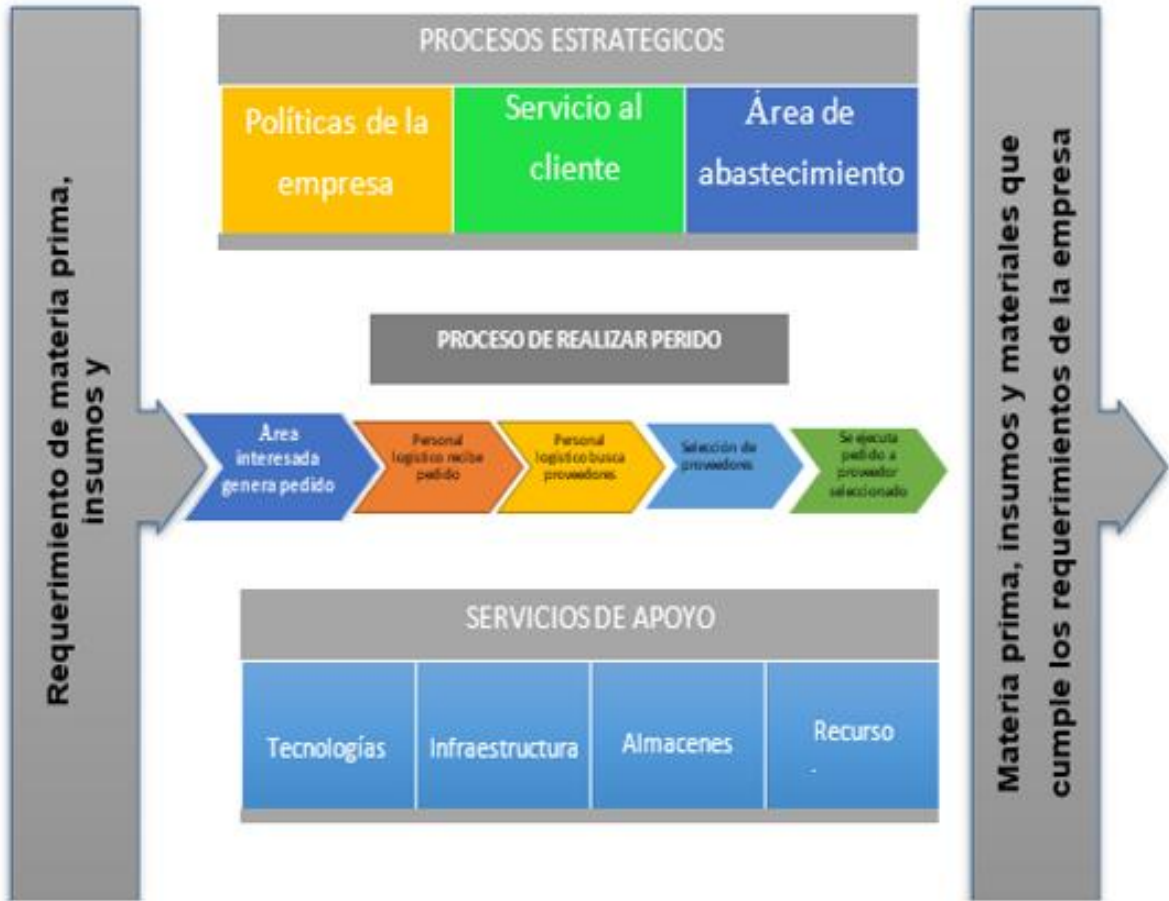 Requerimiento de materia prima,
insumos y
PROCESOS ESTRATEGICOS
Políticas de la
empresa
Servicio al
cliente
Área de
abastecimiento
PROCESO DE REALIZAR PERIDO
Area
interesada
genera pedido
Personal
logístico recibe
pedido
Personal
logístico busca
proveedores
Selección de
proveedores
Se ejecuta
pedido a
proveedor
seleccionado
SERVICIOS DE APOYO
Tecnologías
Infraestructura
Almacenes
Recurso
Materia prima, insumos y materiales que
cumple los requerimientos de la empresa